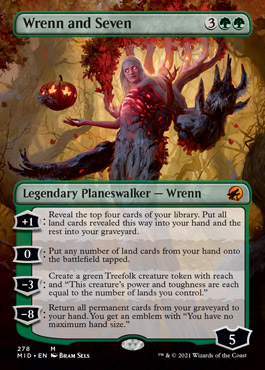 Wrenn and Seven 3
Legendary Planeswalker — Wrenn
+1
Reveal the top four cards of your library. Put all
land cards revealed this way into your hand and the
rest into your graveyard.
0
Put any number of land cards from your hand onto
the battlefield tapped.
−3
Create a green Treefolk creature token with reach
and "This creature's power and toughness are each
equal to the number of lands you control."
−8
Return all permanent cards from your graveyard to
your hand. You get an emblem with "You have no
maximum hand size."
5
278 M
MID • EN BRAM SELS
™ & © 2021 Wizards of the Coast